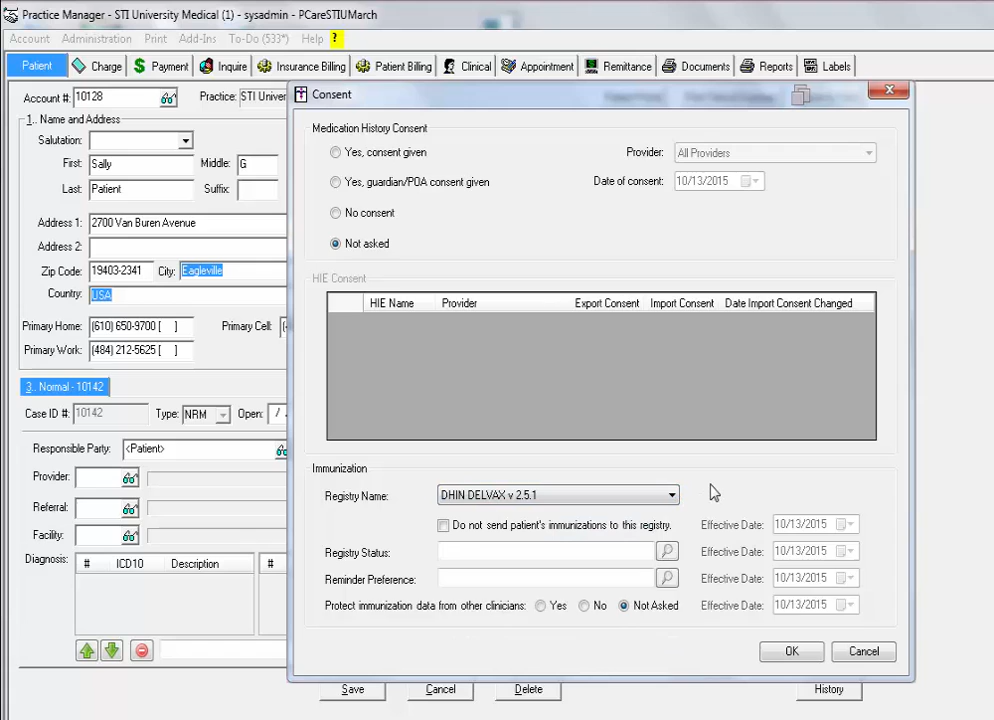 Practice Manager - STI University Medical (1) - sysadmin - PCareSTIUMarch
Account Administration Print Add-Ins To-Do (533*) Help ?
Patient Charge Payment Inquire Insurance Billing Patient Billing Clinical Appointment Remittance Documents Reports Labels
Account #: 10128 Practice: STI Univer
Consent
1.. Name and Address
Salutation:
First: Sally Middle: G
Last: Patient Suffix:
Address 1: 2700 Van Buren Avenue
Address 2:
Zip Code: 19403-2341 City: Eagleville
Country: USA
Primary Home: (610) 650-9700 [ ] Primary Cell:
Primary Work: (484) 212-5625 [ ]
3.. Normal - 10142
Case ID #: 10142 Type: NRM Open: /
Responsible Party: <Patient>
Provider:
Referral:
Facility:
Diagnosis: # ICD10 Description #
Medication History Consent
Yes, consent given Provider: All Providers
Yes, guardian/POA consent given Date of consent: 10/13/2015
No consent
Not asked
HIE Consent
HIE Name Provider Export Consent Import Consent Date Import Consent Changed
Immunization
Registry Name: DHIN DELVAX v 2.5.1
Do not send patient's immunizations to this registry. Effective Date: 10/13/2015
Registry Status: Effective Date: 10/13/2015
Reminder Preference: Effective Date: 10/13/2015
Protect immunization data from other clinicians: Yes No Not Asked Effective Date: 10/13/2015
OK Cancel
Save Cancel Delete History